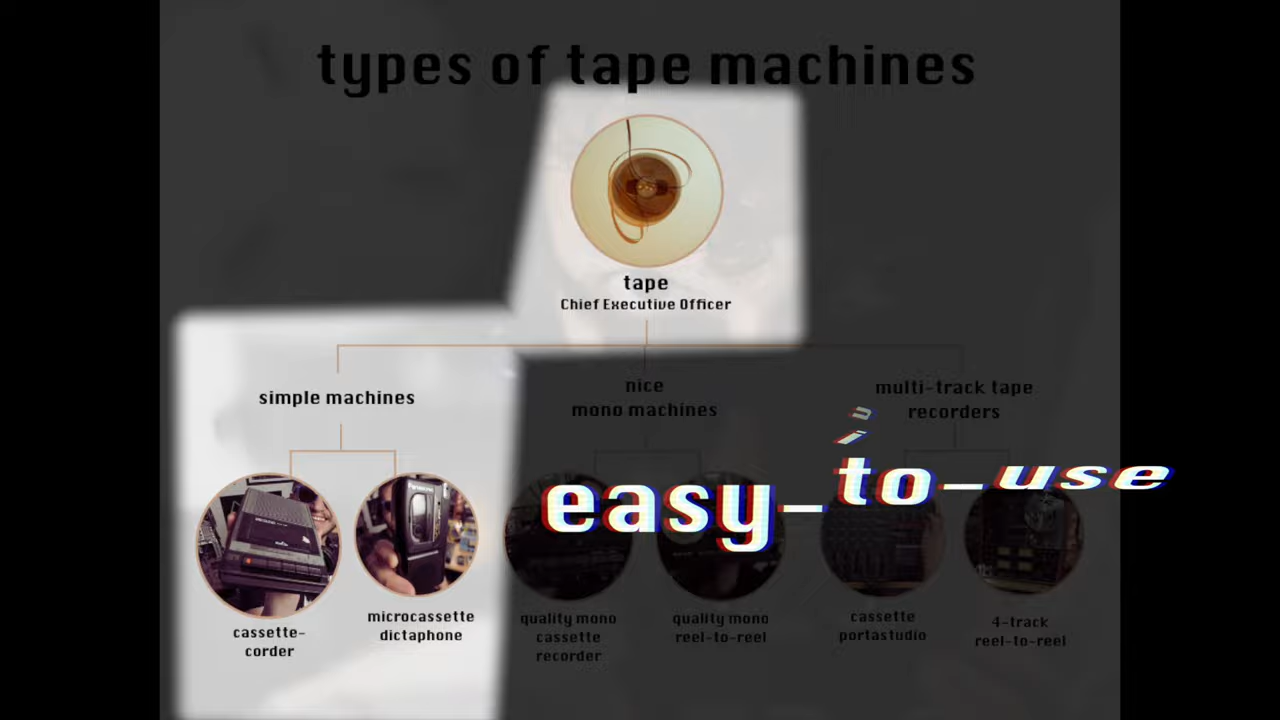 types of tape machines
tape
Chief Executive Officer
simple machines
nice
mono machines
multi-track tape
recorders
easy-to-use
cassette-
corder
microcassette
dictaphone
quality mono
cassette
recorder
quality mono
reel-to-reel
cassette
portastudio
4-track
reel-to-reel